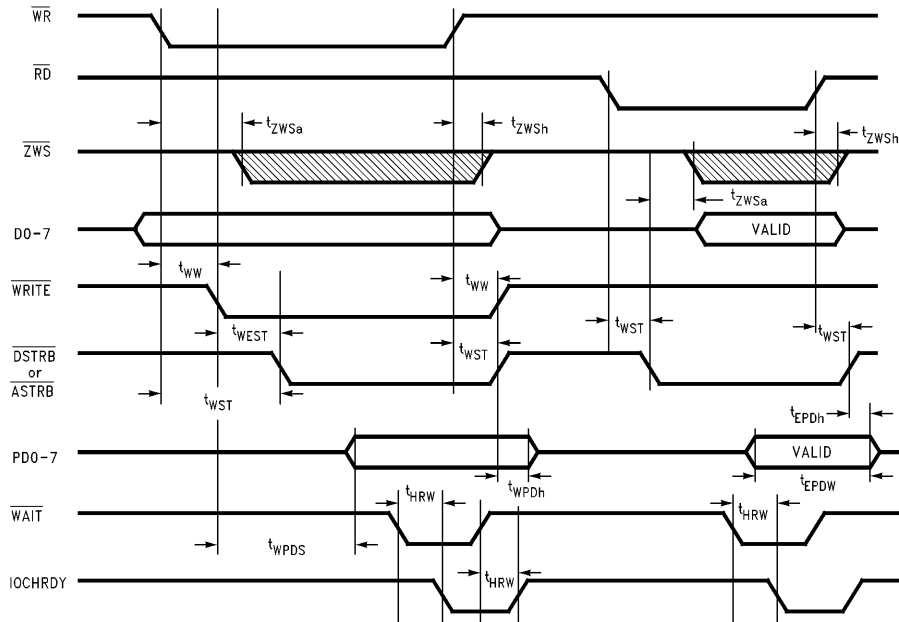 WR
RD
tZWSa
tZWSh
tZWSh
ZWS
tZWSa
D0-7
VALID
tWW
tWW
WRITE
tWEST
tWST
tWST
tWST
DSTRB
or
ASTRB
tWST
tEPDh
PD0-7
VALID
tWPDh
tEPDW
tHRW
tHRW
WAIT
tWPDS
tHRW
IOCHRDY